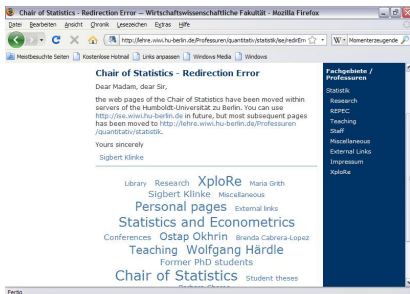 Chair of Statistics - Redirection Error — Wirtschaftswissenschaftliche Fakultät - Mozilla Firefox
Datei Bearbeiten Ansicht Chronik Lesezeichen Extras Hilfe
http://lehre.wiwi.hu-berlin.de/Professuren/quantitativ/statistik/se/redirErr
Momenterzeugende
Meistbesuchte Seiten Kostenlose Hotmail Links anpassen Windows Media Windows
Chair of Statistics - Redirection Error
Dear Madam, dear Sir,
the web pages of the Chair of Statistics have been moved within
servers of the Humboldt-Universität zu Berlin. You can use
http://ise.wiwi.hu-berlin.de in future, but most subsequent pages
has been moved to http://lehre.wiwi.hu-berlin.de/Professuren
/quantitativ/statistik.
Yours sincerely
Sigbert Klinke
Library Research XploRe Maria Grith
Sigbert Klinke Miscellaneous
Personal pages External links
Statistics and Econometrics
Conferences Ostap Okhrin Brenda Cabrera-Lopez
Teaching Wolfgang Härdle
Former PhD students
Chair of Statistics Student theses
Fachgebiete /
Professuren
Statistik
Research
REPEC
Teaching
Staff
Miscellaneous
External Links
Impressum
XploRe
Fertig